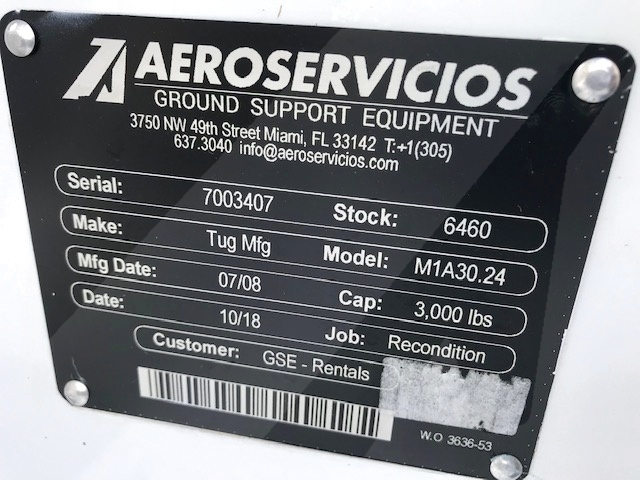 AEROSERVICIOS
GROUND SUPPORT EQUIPMENT
3750 NW 49th Street Miami, FL 33142 T:+1(305)
637.3040 info@aeroservicios.com
Serial: 7003407 Stock: 6460
Make: Tug Mfg Model: M1A30.24
Mfg Date: 07/08 Cap: 3,000 lbs
Date: 10/18 Job: Recondition
Customer: GSE - Rentals
W.O 3636-53